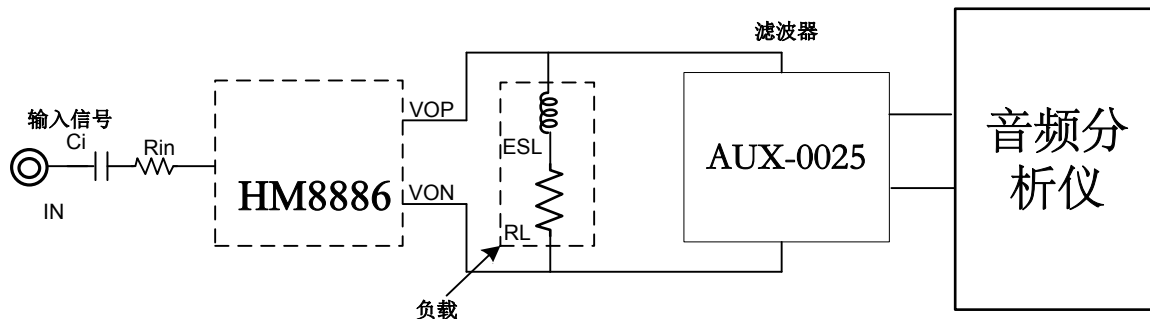 滤波器
输入信号
Ci
Rin
IN
HM8886
VOP
VON
ESL
RL
负载
AUX-0025
音频分
析仪